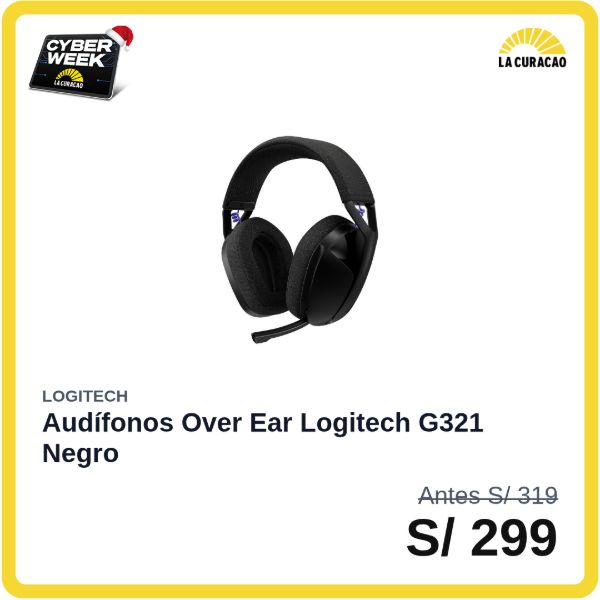 CYBER
WEEK
LA CURACAO
LA CURACAO
LOGITECH
Audífonos Over Ear Logitech G321
Negro
Antes S/ 319
S/ 299